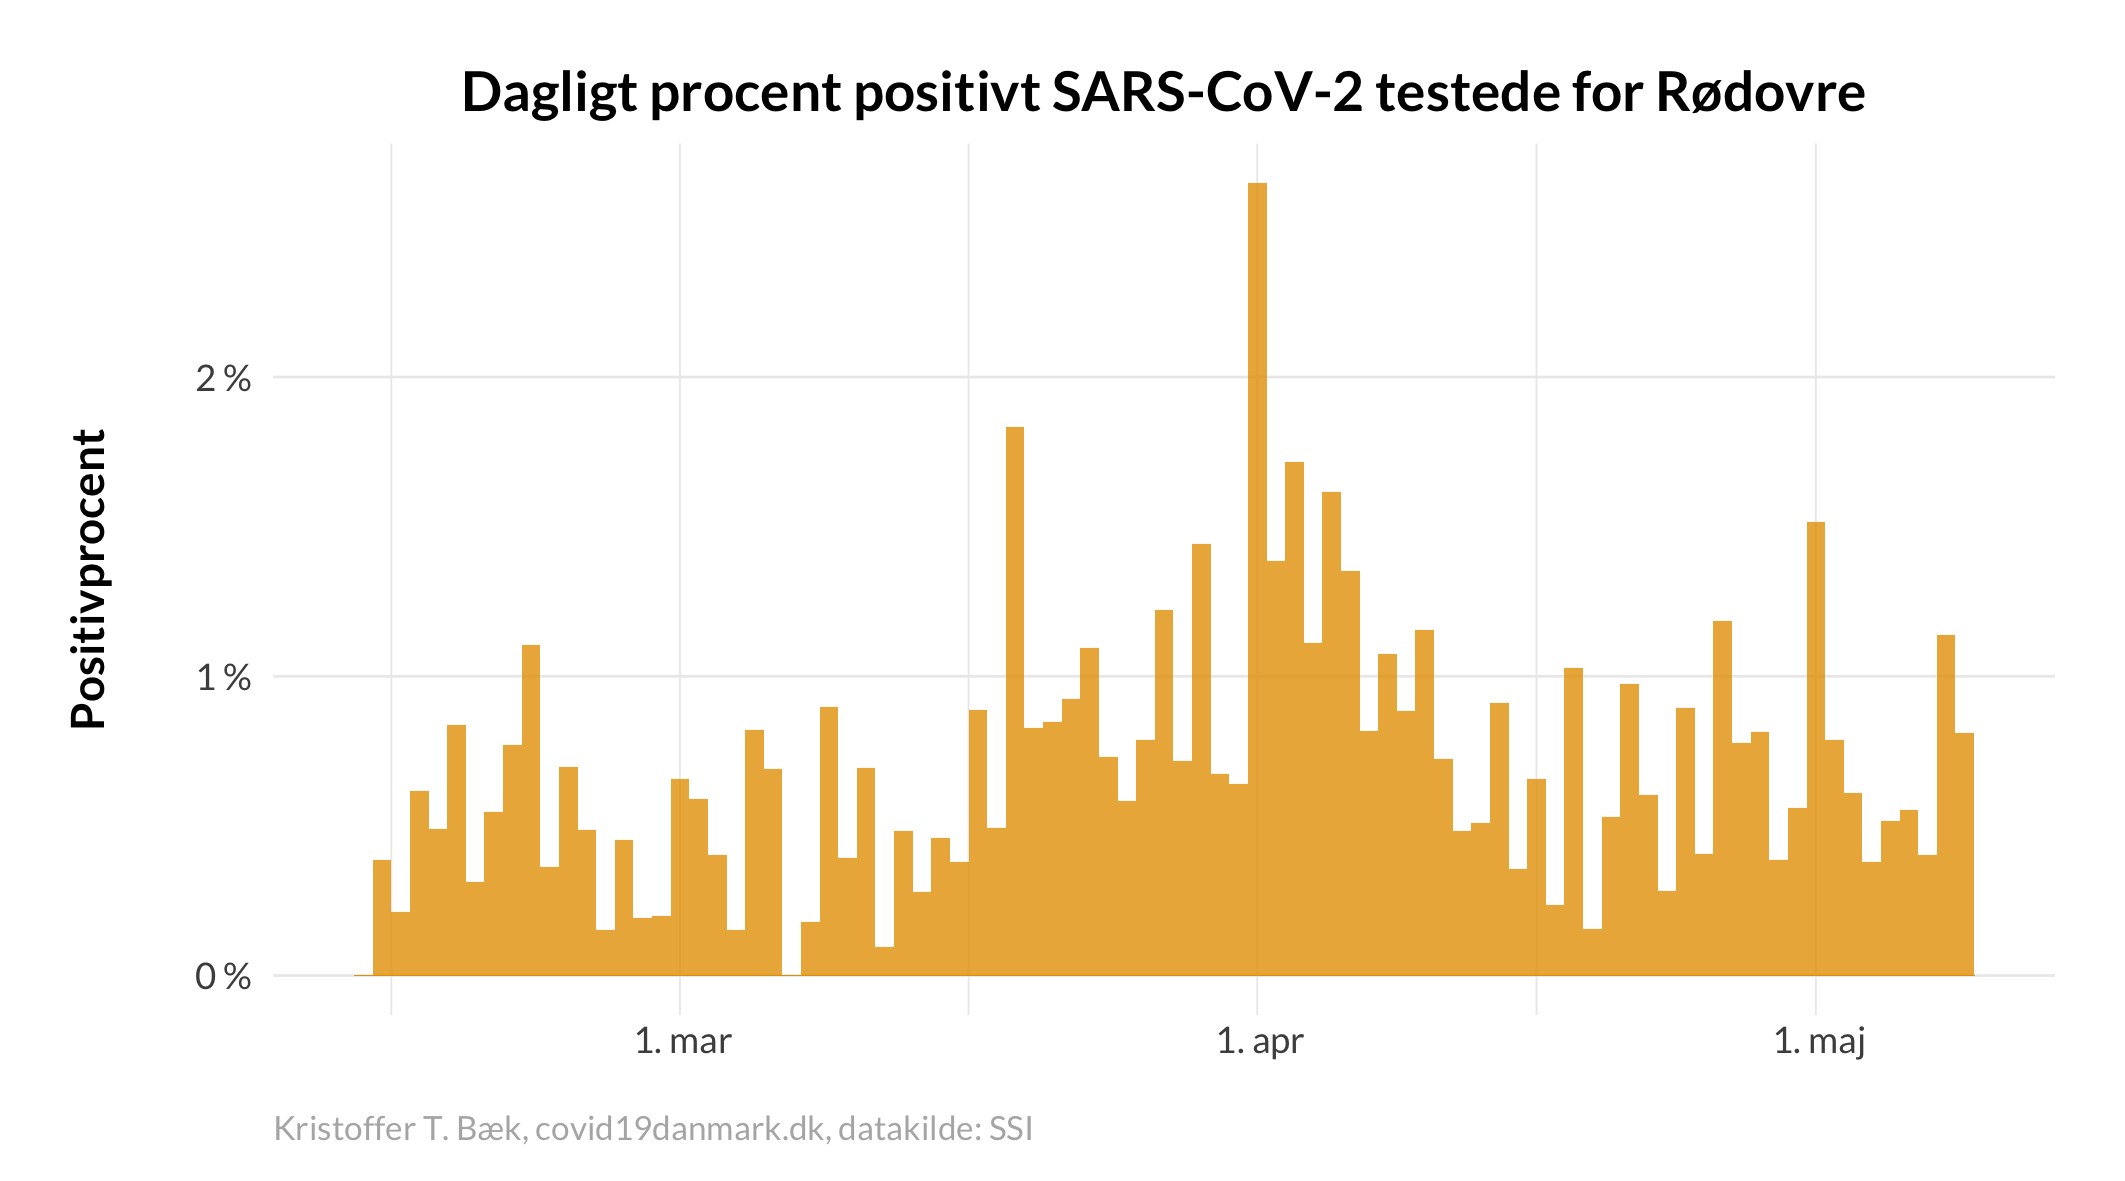 Dagligt procent positivt SARS-CoV-2 testede for Rødovre
Positivprocent
2 %
1 %
0 %
1. mar
1. apr
1. maj
Kristoffer T. Bæk, covid19danmark.dk, datakilde: SSI